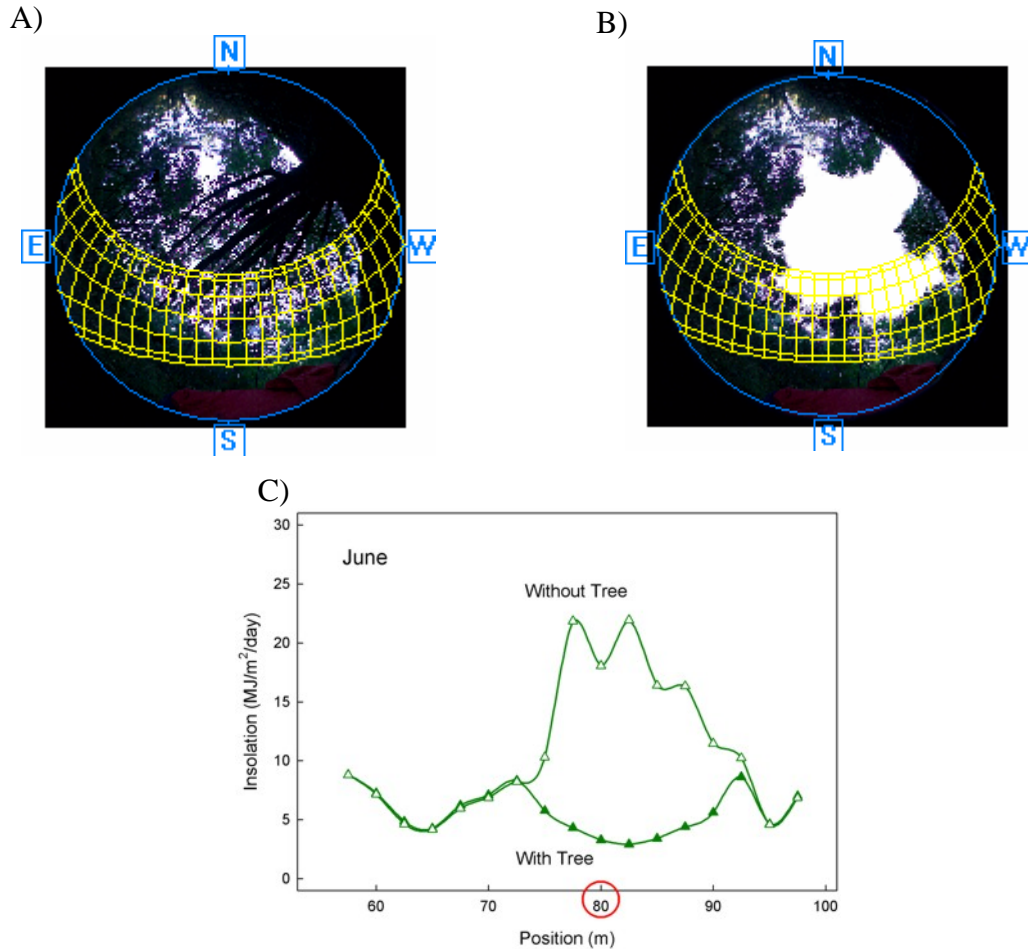 A)
B)
N
N
E
W
E
W
S
S
C)
30
25
20
15
10
5
0
Insolation (MJ/m²/day)
June
Without Tree
With Tree
60
70
80
90
100
Position (m)